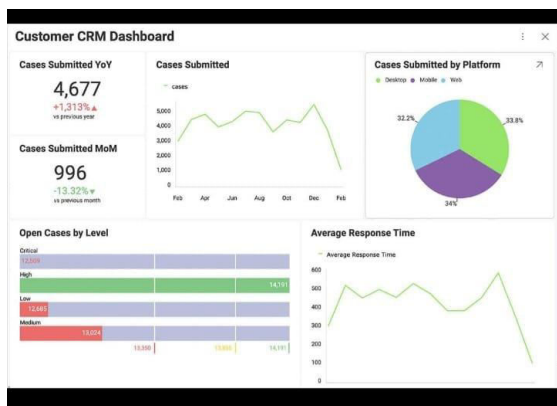 Customer CRM Dashboard
Cases Submitted YoY
4,677
+1,313%▲
vs previous year
Cases Submitted MoM
996
-13.32%▼
vs previous month
Cases Submitted
cases
5,000
4,000
3,000
2,000
1,000
0
Feb Apr Jun Aug Oct Dec Feb
Cases Submitted by Platform
Desktop Mobile Web
32.2%
33.8%
34%
Open Cases by Level
Critical
High
14,191
Low
12,685
Medium
13,024
14,191
Average Response Time
Average Response Time
600
500
400
300
200
100
0